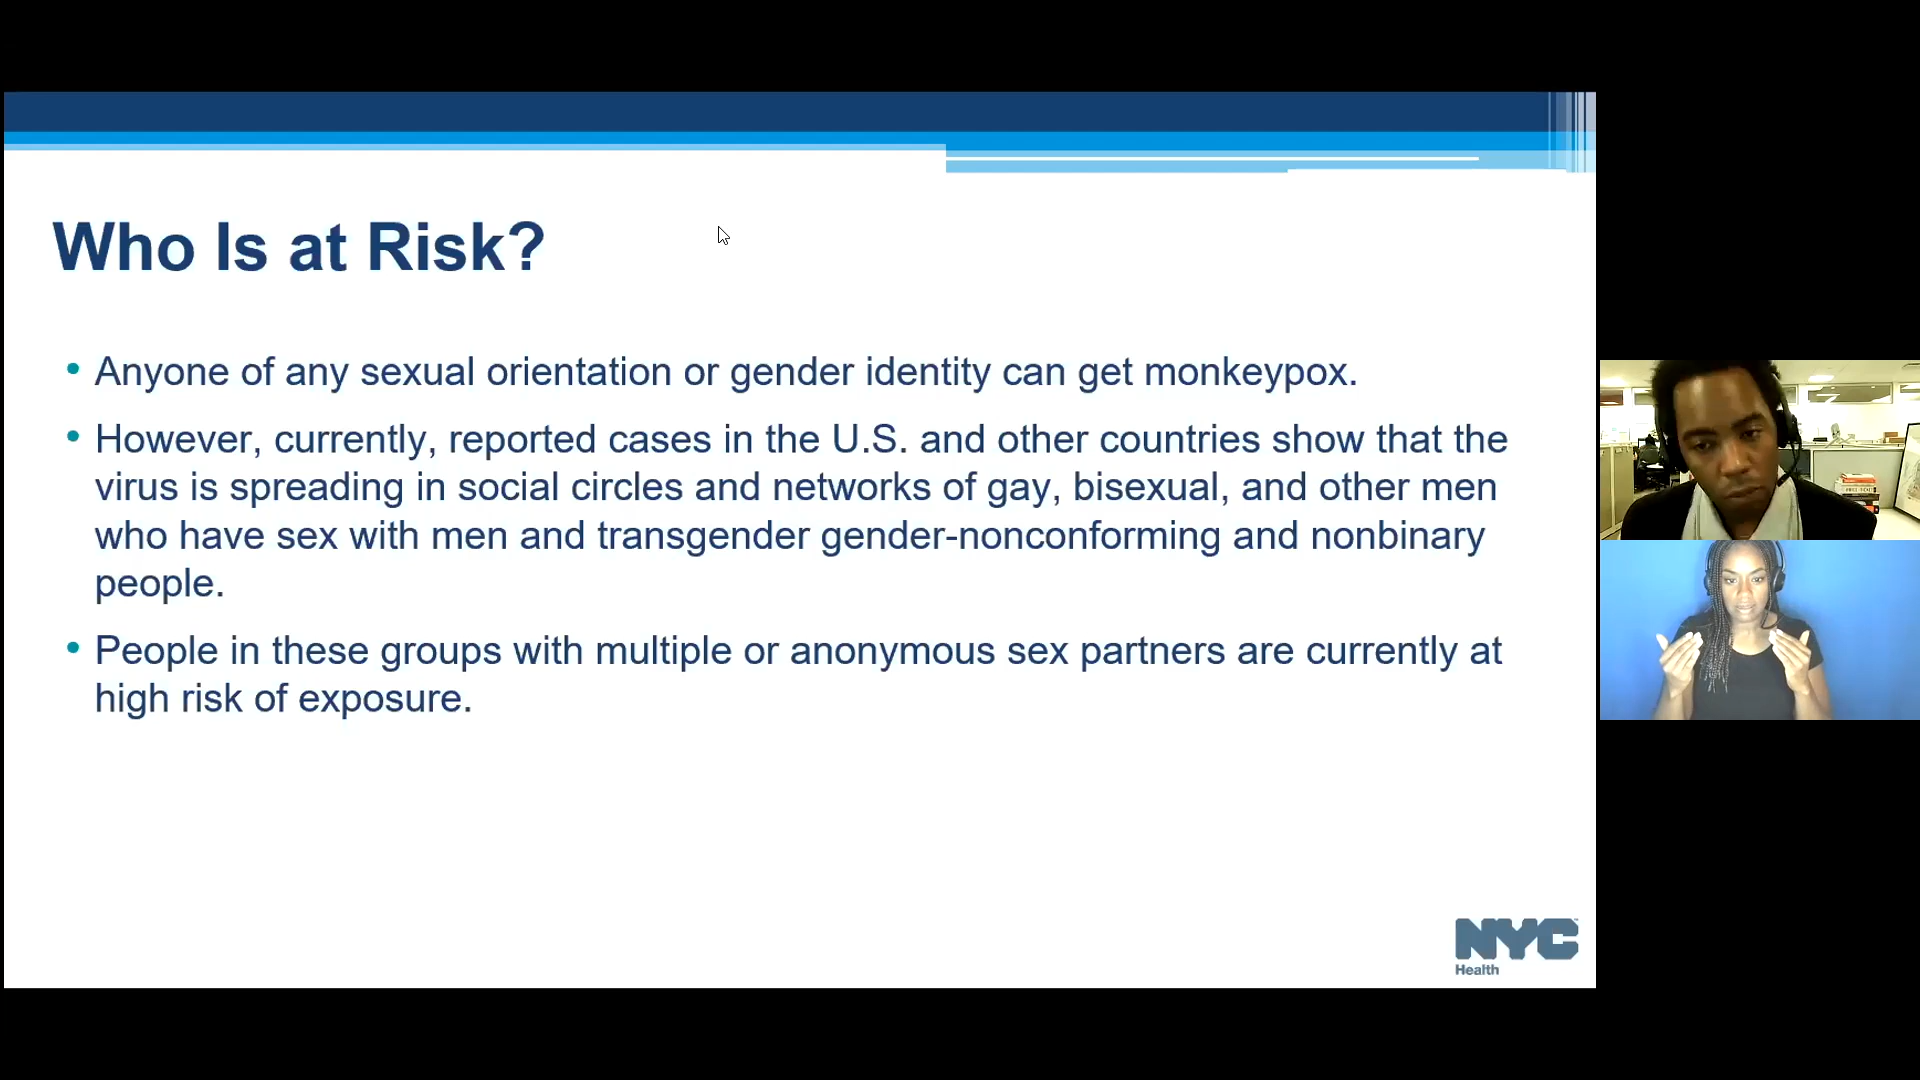 Who Is at Risk?
• Anyone of any sexual orientation or gender identity can get monkeypox.
• However, currently, reported cases in the U.S. and other countries show that the
virus is spreading in social circles and networks of gay, bisexual, and other men
who have sex with men and transgender gender-nonconforming and nonbinary
people.
• People in these groups with multiple or anonymous sex partners are currently at
high risk of exposure.
NYC
Health